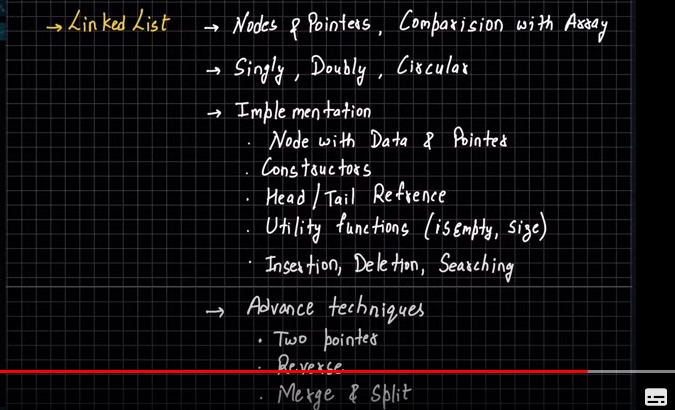 → Linked List → Nodes & Pointers, Comparision with Array
→ Singly, Doubly, Circular
→ Implementation
· Node with Data & Pointer
· Constructors
· Head/Tail Refrence
· Utility functions (isEmpty, size)
· Insertion, Deletion, Searching
→ Advance techniques
· Two pointer
· Reverse
· Merge & Split